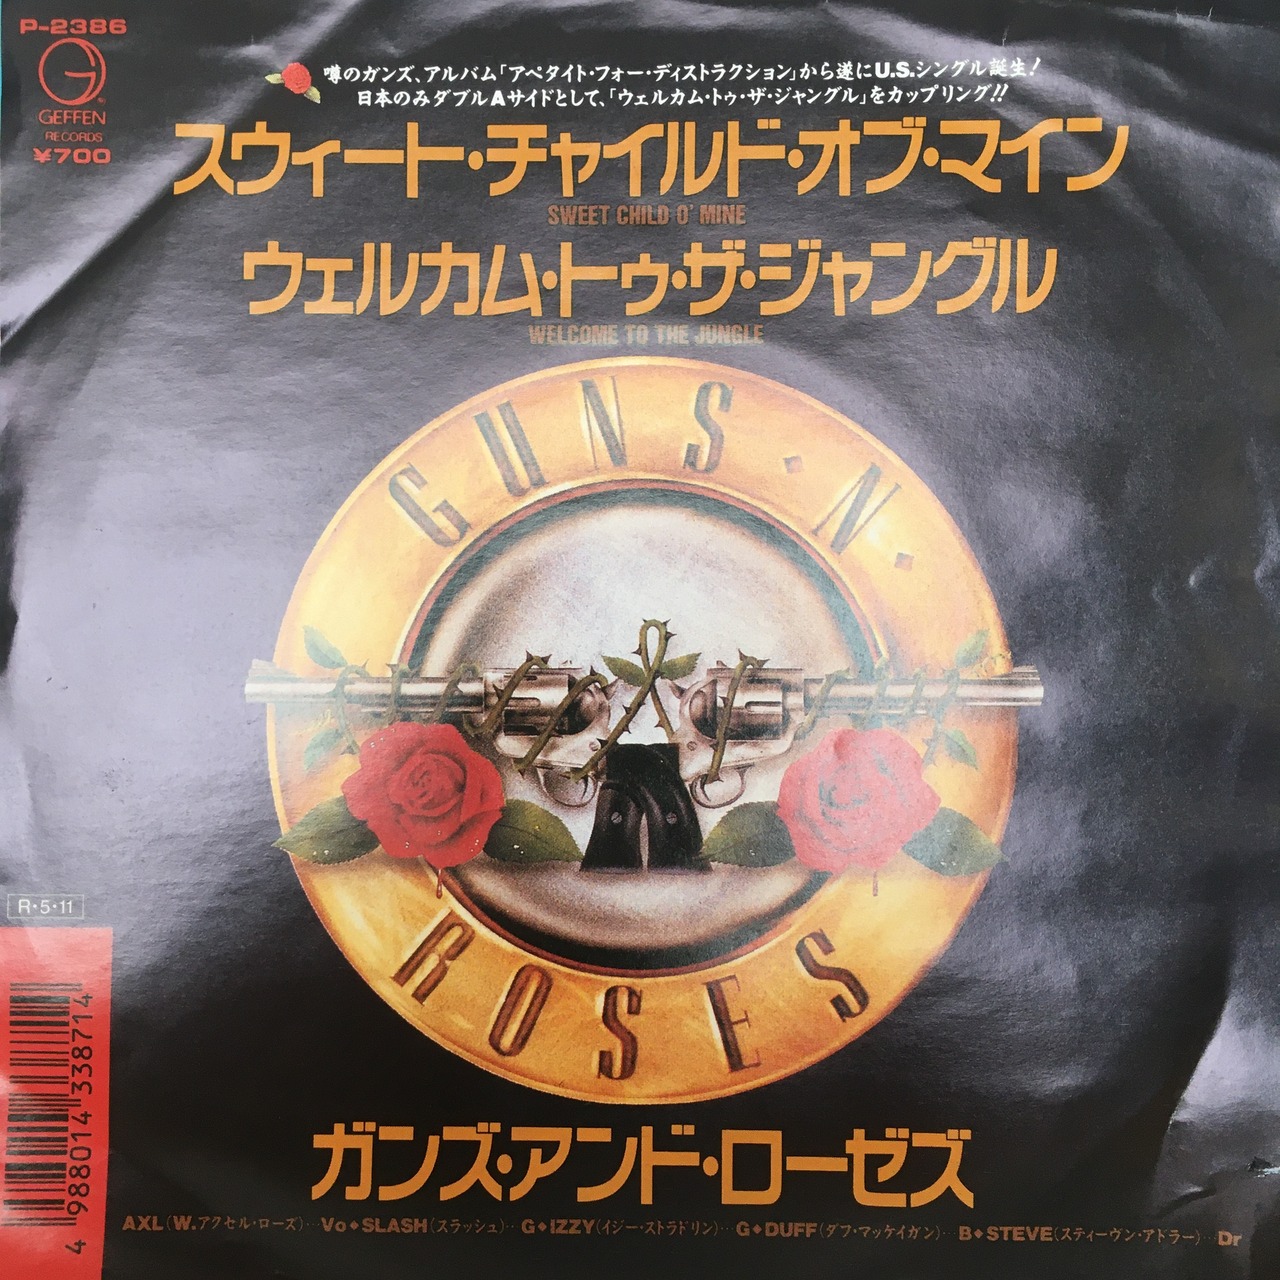 P-2386
GEFFEN
RECORDS
¥700
噂のガンズ、アルバム「アペタイト・フォー・ディストラクション」から遂にU.S.シングル誕生!
日本のみダブルAサイドとして、「ウェルカム・トゥ・ザ・ジャングル」をカップリング!!
スウィート・チャイルド・オブ・マイン
SWEET CHILD O' MINE
ウェルカム・トゥ・ザ・ジャングル
WELCOME TO THE JUNGLE
GUNS・N・
ROSES
R・5・11
4 988014 338714
ガンズ・アンド・ローゼズ
AXL(W.アクセル・ローズ)…Vo◆SLASH(スラッシュ)…G◆IZZY(イジー・ストラドリン)…G◆DUFF(ダフ・マッケイガン)…B◆STEVE(スティーヴン・アドラー)…Dr